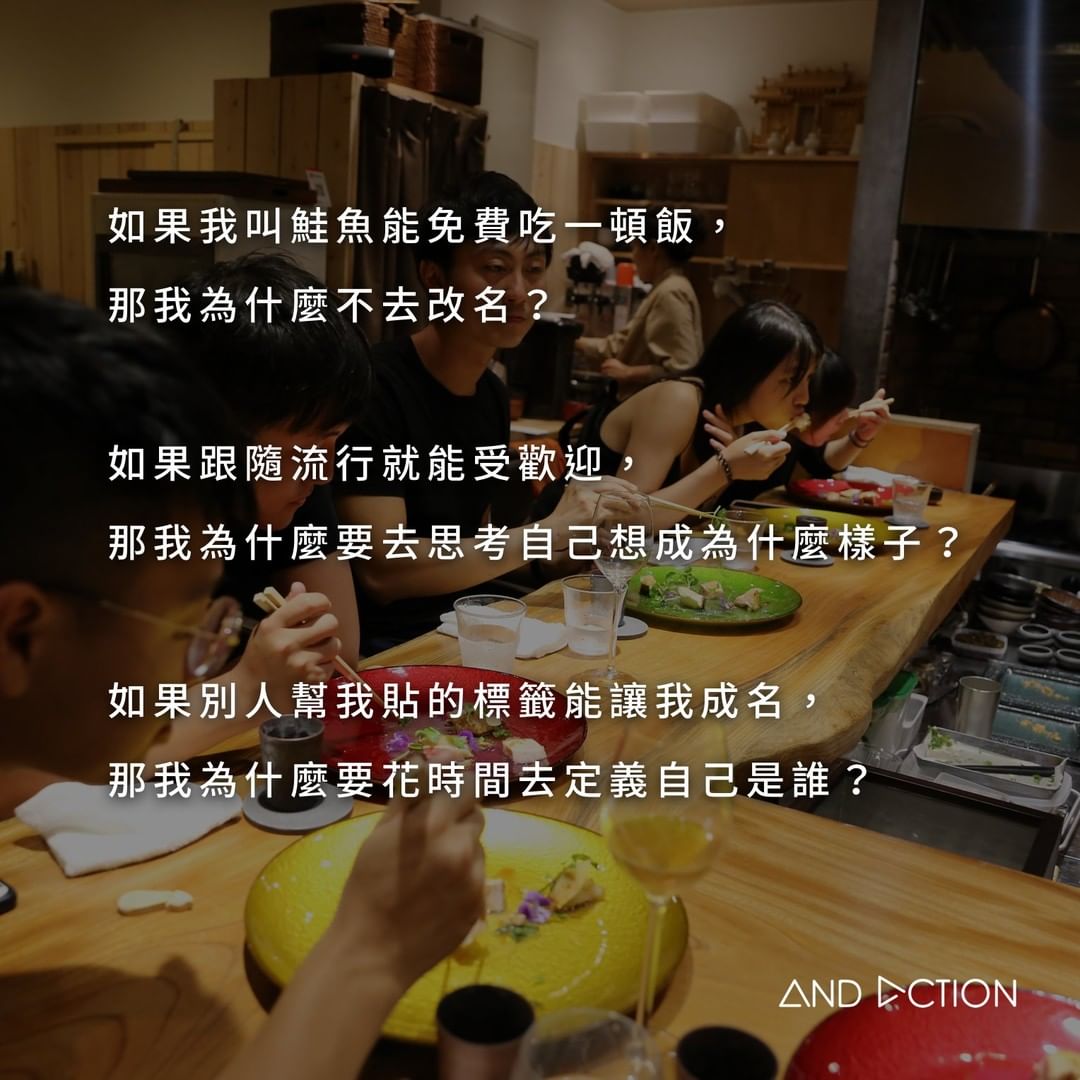 如果我叫鮭魚能免費吃一頓飯，
那我為什麼不去改名？
如果跟隨流行就能受歡迎，
那我為什麼要去思考自己想成為什麼樣子？
如果別人幫我貼的標籤能讓我成名，
那我為什麼要花時間去定義自己是誰？
AND ACTION